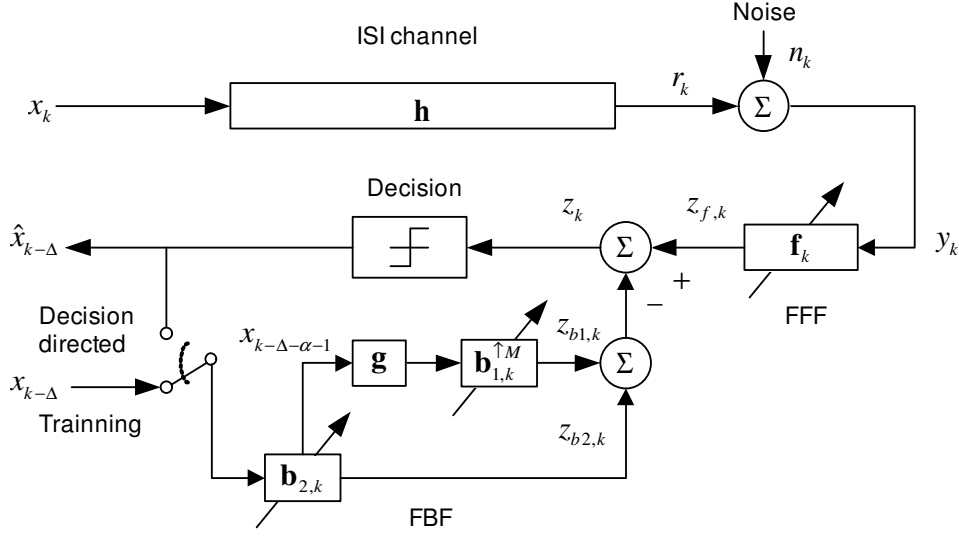 Noise
ISI channel
n_k
r_k
x_k
h
Σ
Decision
z_k
z_{f,k}
x̂_{k−Δ}
Σ
f_k
y_k
− +
FFF
Decision
directed
x_{k−Δ−α−1}
z_{b1,k}
g
b_{1,k}^{↑M}
Σ
x_{k−Δ}
Trainning
z_{b2,k}
b_{2,k}
FBF